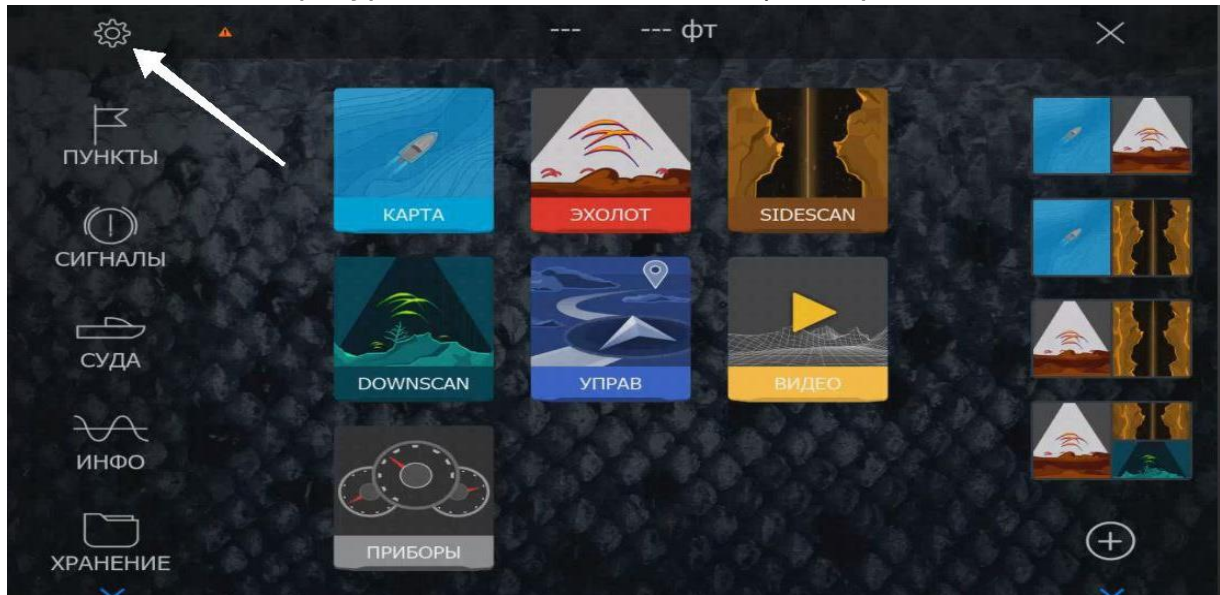 --- --- фт
ПУНКТЫ
СИГНАЛЫ
СУДА
ИНФО
ХРАНЕНИЕ
КАРТА
ЭХОЛОТ
SIDESCAN
DOWNSCAN
УПРАВ
ВИДЕО
ПРИБОРЫ